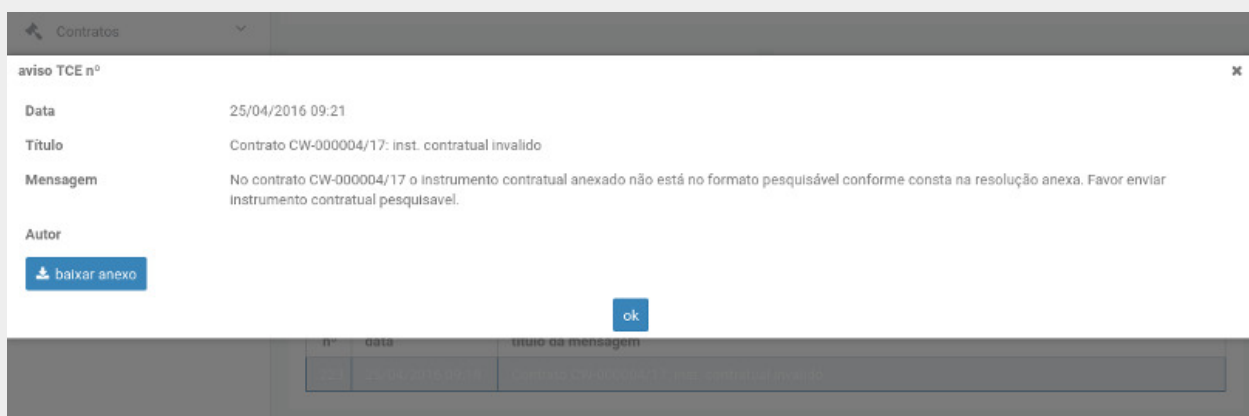 Contratos
aviso TCE nº
Data 25/04/2016 09:21
Título Contrato CW-000004/17: inst. contratual invalido
Mensagem No contrato CW-000004/17 o instrumento contratual anexado não está no formato pesquisável conforme consta na resolução anexa. Favor enviar
instrumento contratual pesquisavel.
Autor
baixar anexo
ok
nº data título da mensagem